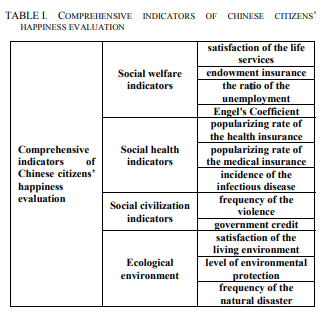 TABLE I. COMPREHENSIVE INDICATORS OF CHINESE CITIZENS'
HAPPINESS EVALUATION
Comprehensive
indicators of
Chinese citizens'
happiness
evaluation
Social welfare
indicators
satisfaction of the life
services
endowment insurance
the ratio of the
unemployment
Engel's Coefficient
Social health
indicators
popularizing rate of
the health insurance
popularizing rate of
the medical insurance
incidence of the
infectious disease
Social civilization
indicators
frequency of the
violence
government credit
Ecological
environment
satisfaction of the
living environment
level of environmental
protection
frequency of the
natural disaster